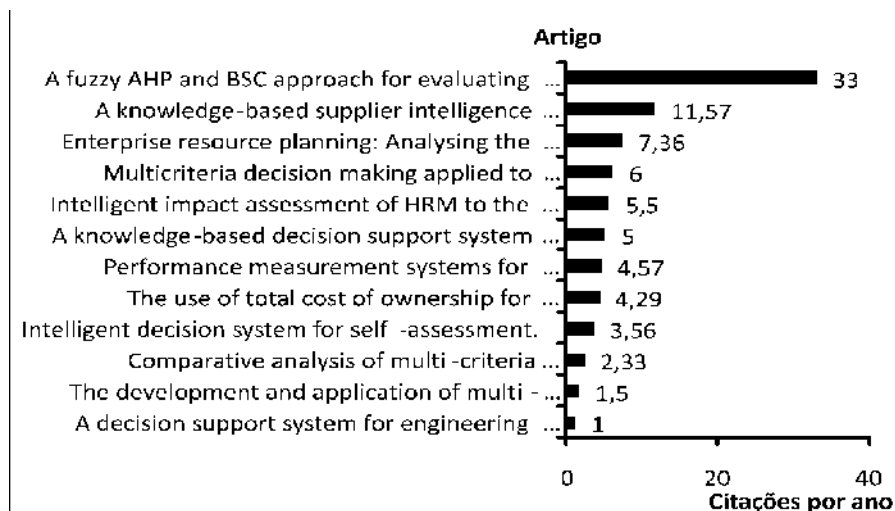 Artigo
A fuzzy AHP and BSC approach for evaluating ... 33
A knowledge-based supplier intelligence ... 11,57
Enterprise resource planning: Analysing the ... 7,36
Multicriteria decision making applied to ... 6
Intelligent impact assessment of HRM to the ... 5,5
A knowledge-based decision support system ... 5
Performance measurement systems for ... 4,57
The use of total cost of ownership for ... 4,29
Intelligent decision system for self -assessment. 3,56
Comparative analysis of multi -criteria ... 2,33
The development and application of multi - ... 1,5
A decision support system for engineering ... 1
0 20 40
Citações por ano